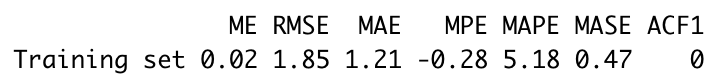 ME RMSE MAE MPE MAPE MASE ACF1
Training set 0.02 1.85 1.21 -0.28 5.18 0.47 0